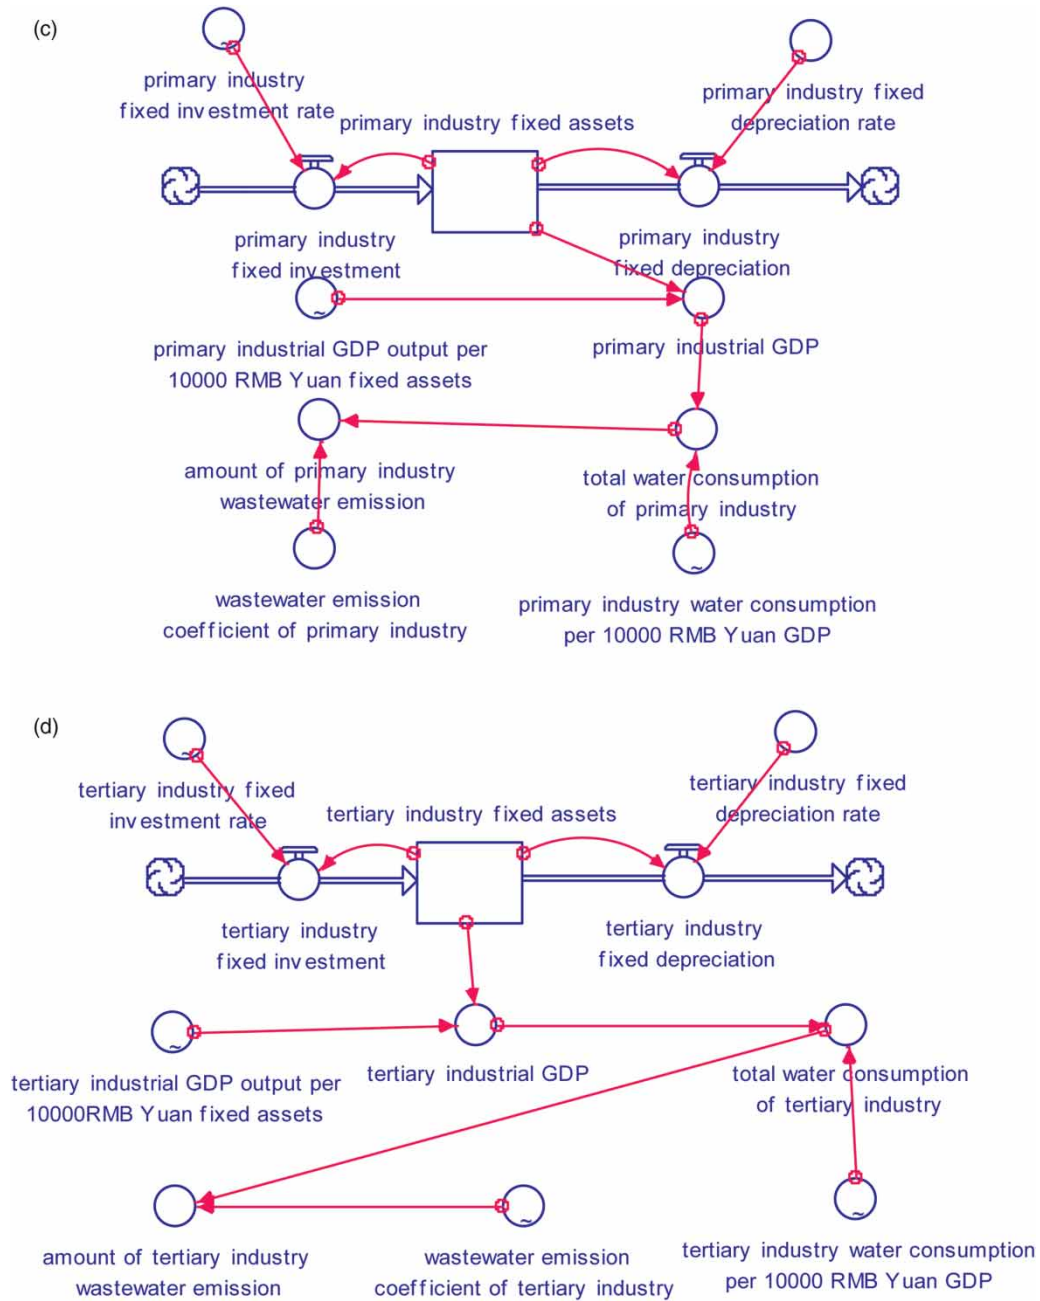 (c)
primary industry
fixed investment rate
primary industry fixed assets
primary industry fixed
depreciation rate
primary industry
fixed investment
primary industry
fixed depreciation
primary industrial GDP output per
10000 RMB Yuan fixed assets
primary industrial GDP
amount of primary industry
wastewater emission
total water consumption
of primary industry
wastewater emission
coefficient of primary industry
primary industry water consumption
per 10000 RMB Yuan GDP
(d)
tertiary industry fixed
investment rate
tertiary industry fixed assets
tertiary industry fixed
depreciation rate
tertiary industry
fixed investment
tertiary industry
fixed depreciation
tertiary industrial GDP output per
10000RMB Yuan fixed assets
tertiary industrial GDP
total water consumption
of tertiary industry
amount of tertiary industry
wastewater emission
wastewater emission
coefficient of tertiary industry
tertiary industry water consumption
per 10000 RMB Yuan GDP